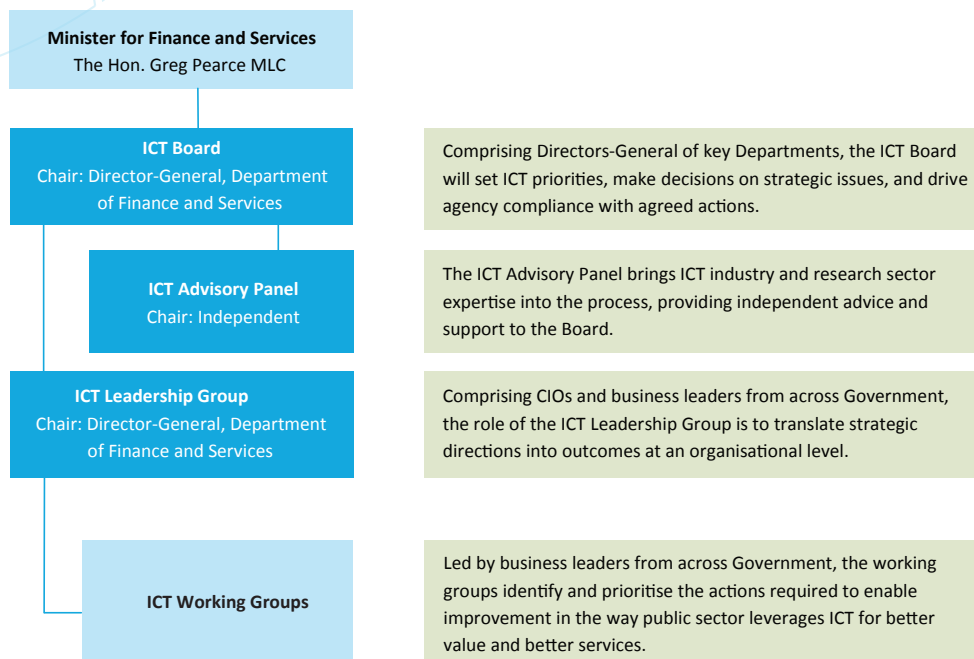 Minister for Finance and Services
The Hon. Greg Pearce MLC
ICT Board
Chair: Director-General, Department
of Finance and Services
Comprising Directors-General of key Departments, the ICT Board
will set ICT priorities, make decisions on strategic issues, and drive
agency compliance with agreed actions.
ICT Advisory Panel
Chair: Independent
The ICT Advisory Panel brings ICT industry and research sector
expertise into the process, providing independent advice and
support to the Board.
ICT Leadership Group
Chair: Director-General, Department
of Finance and Services
Comprising CIOs and business leaders from across Government,
the role of the ICT Leadership Group is to translate strategic
directions into outcomes at an organisational level.
ICT Working Groups
Led by business leaders from across Government, the working
groups identify and prioritise the actions required to enable
improvement in the way public sector leverages ICT for better
value and better services.